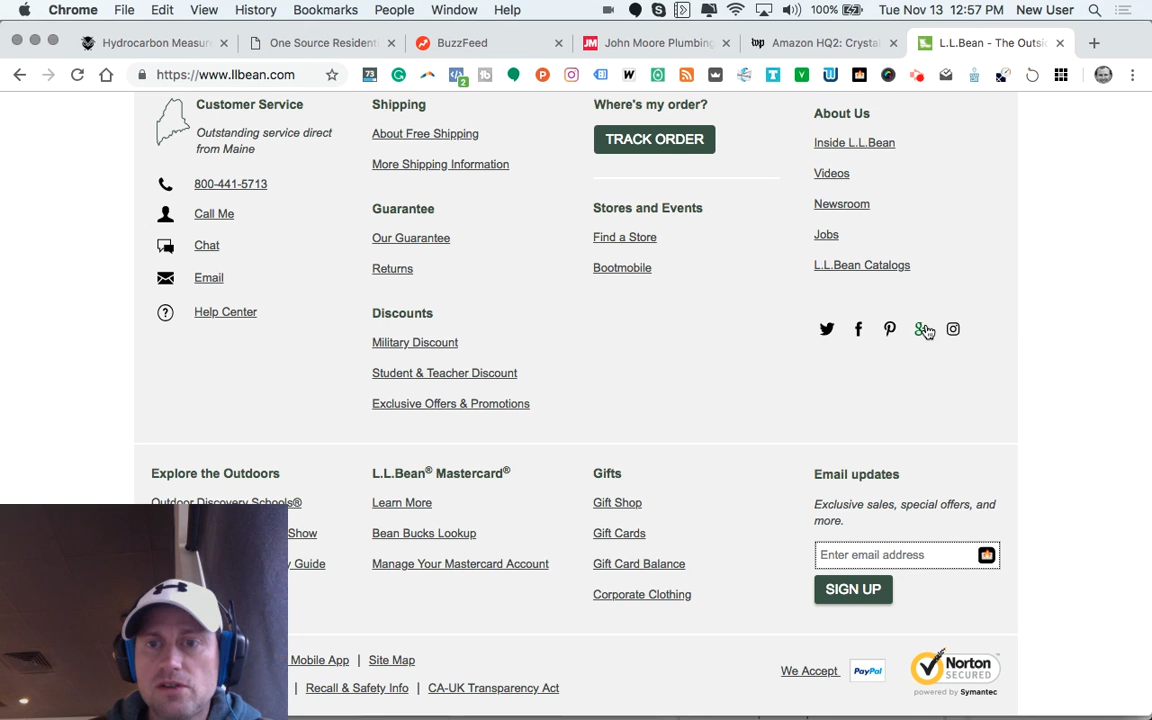 Chrome File Edit View History Bookmarks People Window Help 100% Tue Nov 13 12:57 PM New User
Hydrocarbon Measur
One Source Resident
BuzzFeed
JM John Moore Plumbing
wp Amazon HQ2: Crystal
L.L.Bean - The Outsi
https://www.llbean.com
73
2
Customer Service
Outstanding service direct
from Maine
800-441-5713
Call Me
Chat
Email
Help Center
Shipping
About Free Shipping
More Shipping Information
Guarantee
Our Guarantee
Returns
Discounts
Military Discount
Student & Teacher Discount
Exclusive Offers & Promotions
Where's my order?
TRACK ORDER
Stores and Events
Find a Store
Bootmobile
About Us
Inside L.L.Bean
Videos
Newsroom
Jobs
L.L.Bean Catalogs
Explore the Outdoors
Outdoor Discovery Schools®
Show
Guide
L.L.Bean® Mastercard®
Learn More
Bean Bucks Lookup
Manage Your Mastercard Account
Gifts
Gift Shop
Gift Cards
Gift Card Balance
Corporate Clothing
Email updates
Exclusive sales, special offers, and
more.
Enter email address
SIGN UP
Mobile App | Site Map
| Recall & Safety Info | CA-UK Transparency Act
We Accept PayPal
Norton
SECURED
powered by Symantec